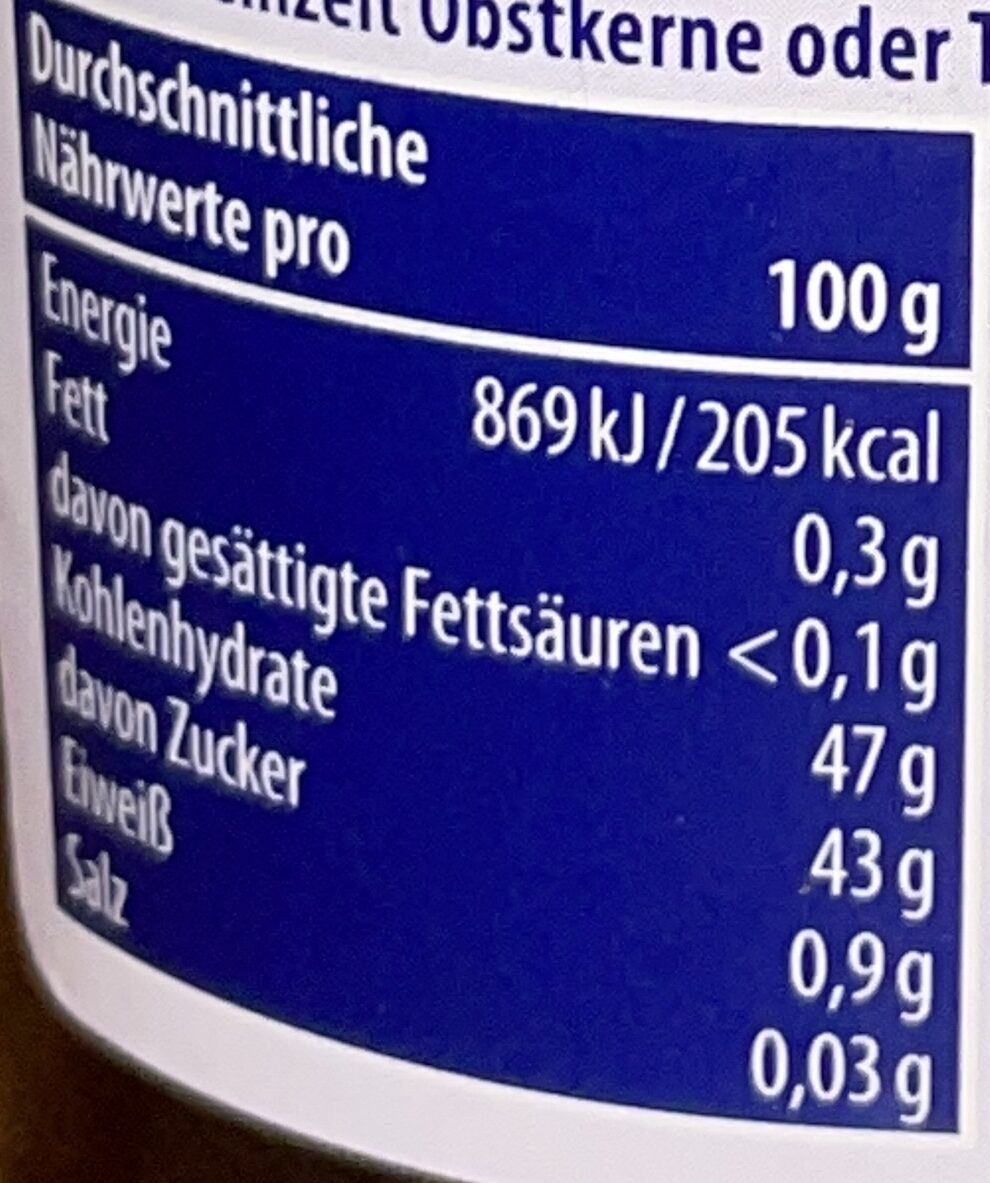 Obstkerne oder
Durchschnittliche
Nährwerte pro 100 g
Energie 869 kJ / 205 kcal
Fett 0,3 g
davon gesättigte Fettsäuren < 0,1 g
Kohlenhydrate 47 g
davon Zucker 43 g
Eiweiß 0,9 g
Salz 0,03 g